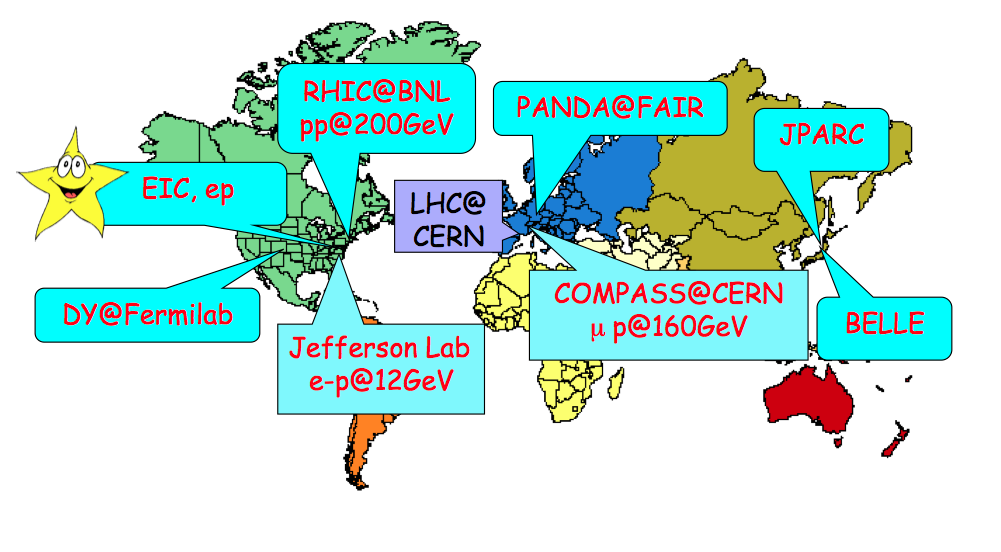 RHIC@BNL
pp@200GeV
PANDA@FAIR
JPARC
EIC, ep
LHC@
CERN
DY@Fermilab
COMPASS@CERN
μ p@160GeV
BELLE
Jefferson Lab
e-p@12GeV